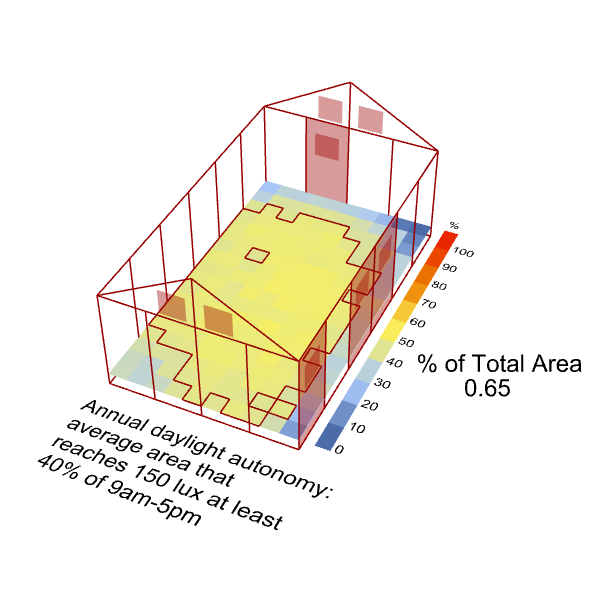 %
100
90
80
70
60
50
40
30
20
10
0
% of Total Area
0.65
Annual daylight autonomy:
average area that
reaches 150 lux at least
40% of 9am-5pm